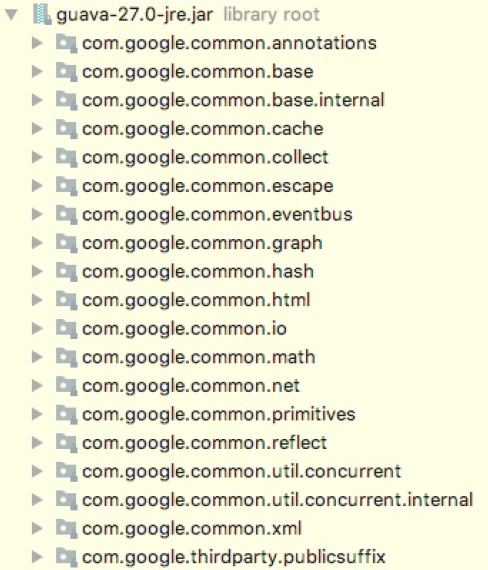 guava-27.0-jre.jar library root
com.google.common.annotations
com.google.common.base
com.google.common.base.internal
com.google.common.cache
com.google.common.collect
com.google.common.escape
com.google.common.eventbus
com.google.common.graph
com.google.common.hash
com.google.common.html
com.google.common.io
com.google.common.math
com.google.common.net
com.google.common.primitives
com.google.common.reflect
com.google.common.util.concurrent
com.google.common.util.concurrent.internal
com.google.common.xml
com.google.thirdparty.publicsuffix